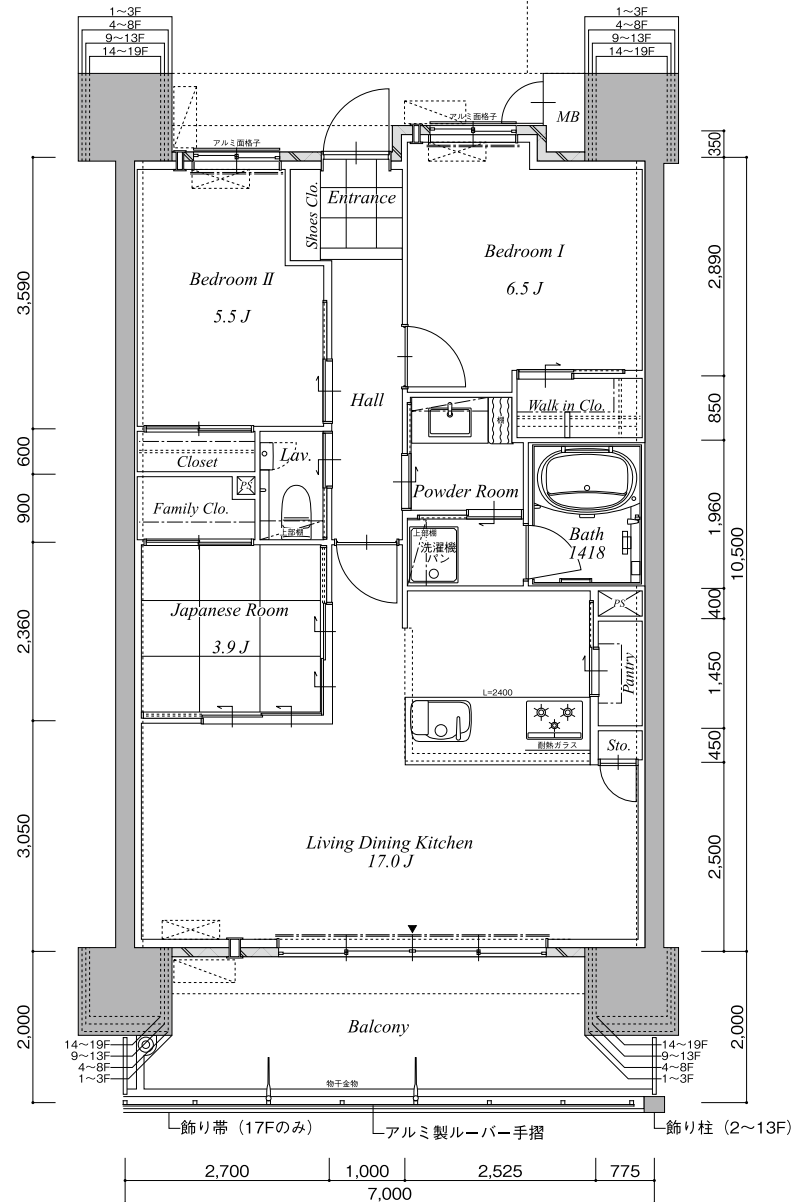 1～3F
4～8F
9～13F
14～19F
1～3F
4～8F
9～13F
14～19F
MB
アルミ面格子
アルミ面格子
350
Entrance
Shoes Clo.
Bedroom I
6.5 J
Bedroom II
5.5 J
3,590
2,890
Hall
Walk in Clo.
棚
850
600
Closet
Lav.
PS
900
Family Clo.
上部棚
Powder Room
上部棚
洗濯機
パン
Bath
1418
1,960
10,500
Japanese Room
3.9 J
2,360
PS
400
Pantry
1,450
L=2400
耐熱ガラス
Sto.
450
Living Dining Kitchen
17.0 J
3,050
2,500
Balcony
2,000
2,000
14～19F
9～13F
4～8F
1～3F
14～19F
9～13F
4～8F
1～3F
物干金物
飾り帯（17Fのみ）
アルミ製ルーバー手摺
飾り柱（2～13F）
2,700
1,000
2,525
775
7,000